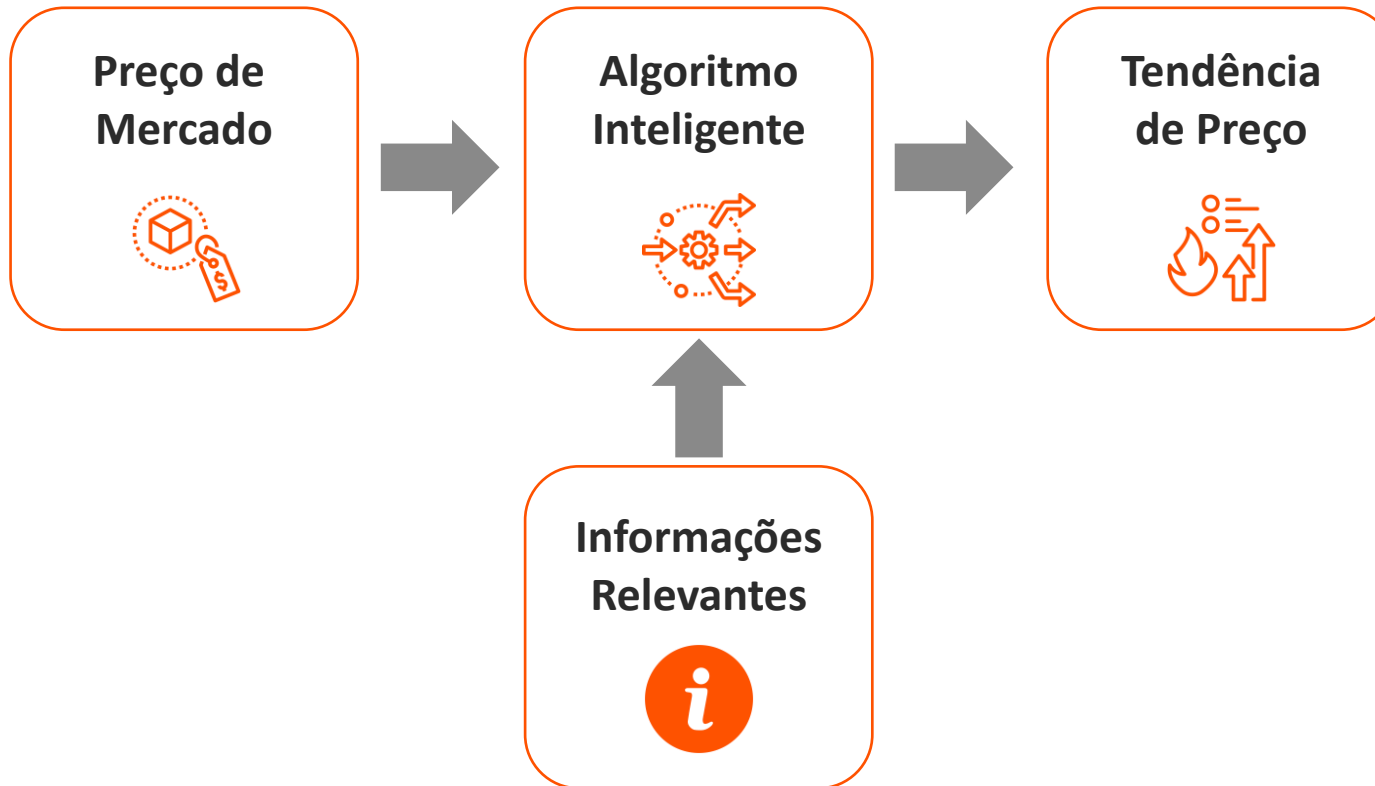 Preço de
Mercado
Algoritmo
Inteligente
Tendência
de Preço
$
Informações
Relevantes
i